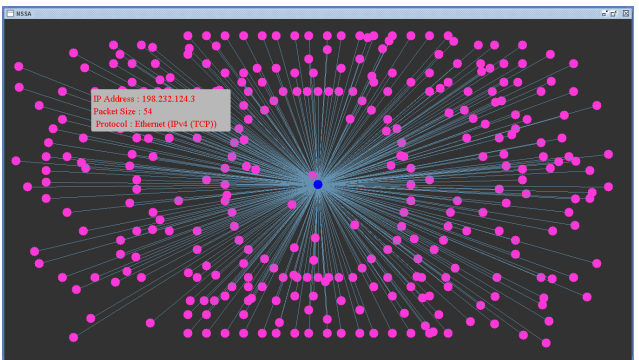 NSSA
IP Address : 198.232.124.3
Packet Size : 54
Protocol : Ethernet (IPv4 (TCP))